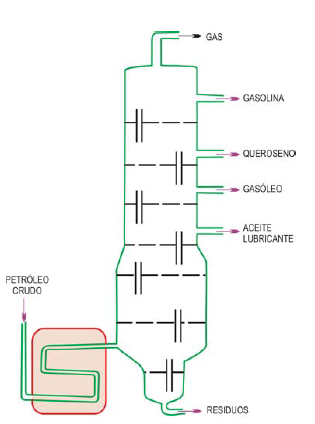 GAS
GASOLINA
QUEROSENO
GASÓLEO
ACEITE
LUBRICANTE
PETRÓLEO
CRUDO
RESIDUOS